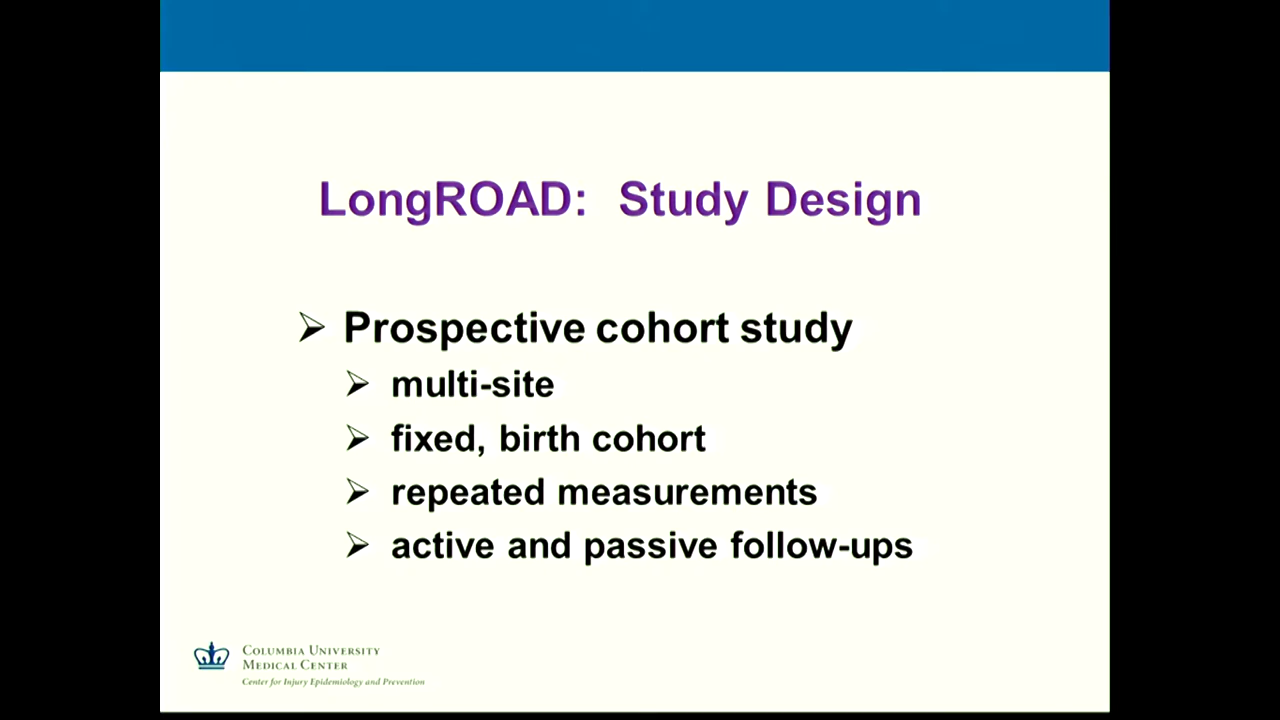 LongROAD: Study Design
Prospective cohort study
multi-site
fixed, birth cohort
repeated measurements
active and passive follow-ups
COLUMBIA UNIVERSITY
MEDICAL CENTER
Center for Injury Epidemiology and Prevention